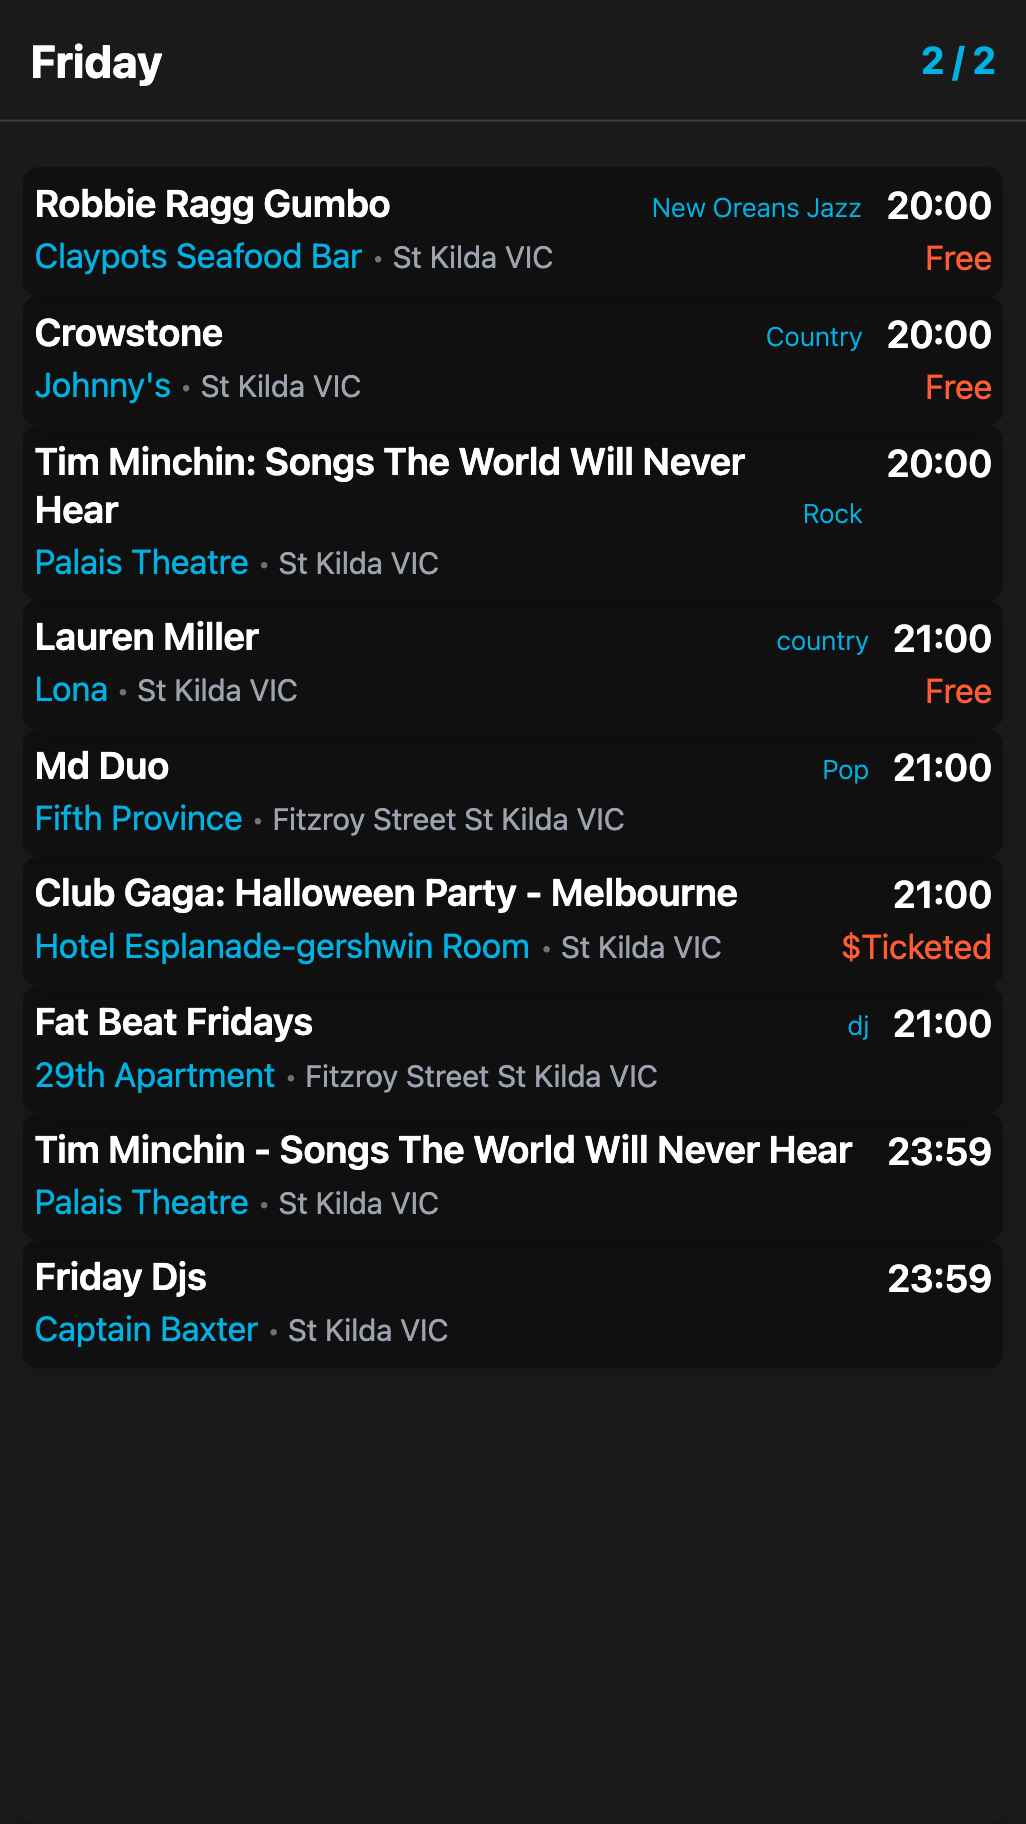 Friday 2 / 2
Robbie Ragg Gumbo New Oreans Jazz 20:00
Claypots Seafood Bar • St Kilda VIC Free
Crowstone Country 20:00
Johnny's • St Kilda VIC Free
Tim Minchin: Songs The World Will Never 20:00
Hear Rock
Palais Theatre • St Kilda VIC
Lauren Miller country 21:00
Lona • St Kilda VIC Free
Md Duo Pop 21:00
Fifth Province • Fitzroy Street St Kilda VIC
Club Gaga: Halloween Party - Melbourne 21:00
Hotel Esplanade-gershwin Room • St Kilda VIC $Ticketed
Fat Beat Fridays dj 21:00
29th Apartment • Fitzroy Street St Kilda VIC
Tim Minchin - Songs The World Will Never Hear 23:59
Palais Theatre • St Kilda VIC
Friday Djs 23:59
Captain Baxter • St Kilda VIC